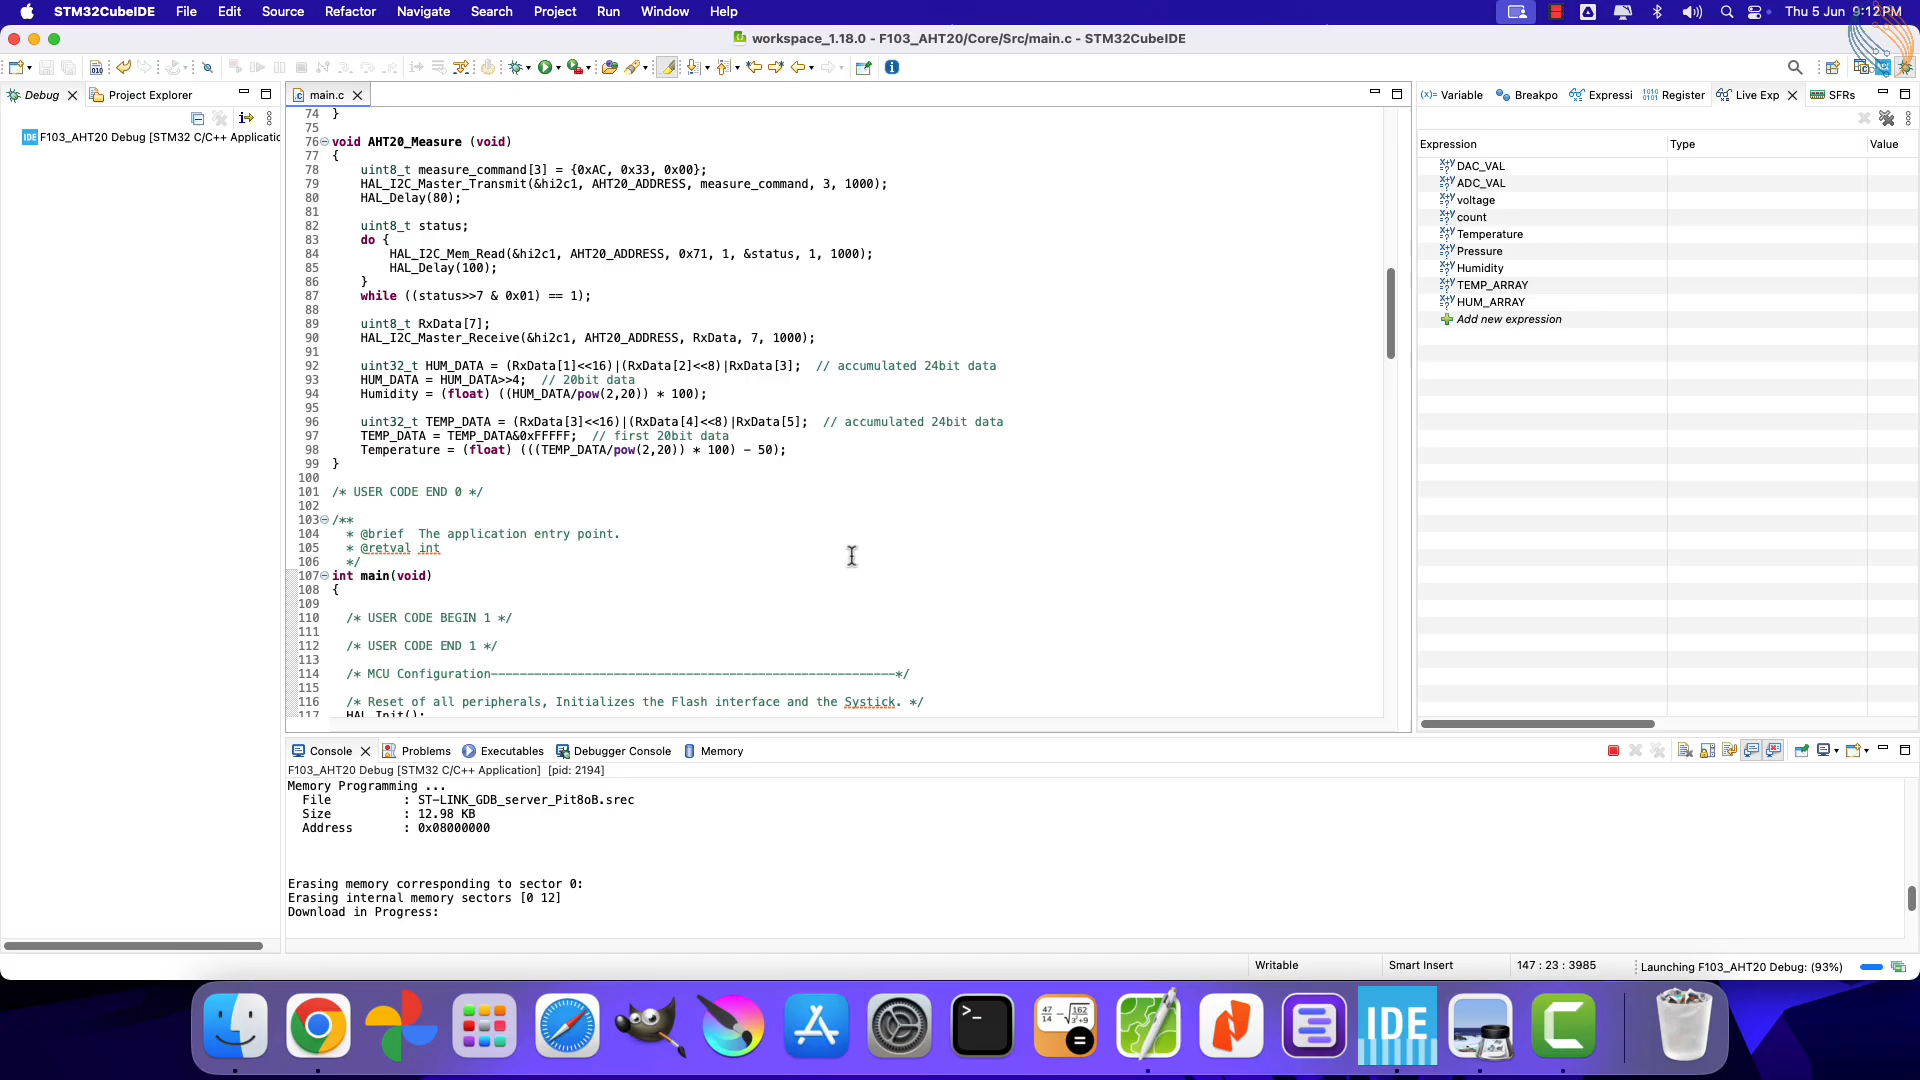 STM32CubeIDE File Edit Source Refactor Navigate Search Project Run Window Help Thu 5 Jun 9:12PM
workspace_1.18.0 - F103_AHT20/Core/Src/main.c - STM32CubeIDE
Debug Project Explorer
IDE F103_AHT20 Debug [STM32 C/C++ Applicatic
main.c
74 }
75
76 void AHT20_Measure (void)
77 {
78 uint8_t measure_command[3] = {0xAC, 0x33, 0x00};
79 HAL_I2C_Master_Transmit(&hi2c1, AHT20_ADDRESS, measure_command, 3, 1000);
80 HAL_Delay(80);
81
82 uint8_t status;
83 do {
84 HAL_I2C_Mem_Read(&hi2c1, AHT20_ADDRESS, 0x71, 1, &status, 1, 1000);
85 HAL_Delay(100);
86 }
87 while ((status>>7 & 0x01) == 1);
88
89 uint8_t RxData[7];
90 HAL_I2C_Master_Receive(&hi2c1, AHT20_ADDRESS, RxData, 7, 1000);
91
92 uint32_t HUM_DATA = (RxData[1]<<16)|(RxData[2]<<8)|RxData[3]; // accumulated 24bit data
93 HUM_DATA = HUM_DATA>>4; // 20bit data
94 Humidity = (float) ((HUM_DATA/pow(2,20)) * 100);
95
96 uint32_t TEMP_DATA = (RxData[3]<<16)|(RxData[4]<<8)|RxData[5]; // accumulated 24bit data
97 TEMP_DATA = TEMP_DATA&0xFFFFF; // first 20bit data
98 Temperature = (float) (((TEMP_DATA/pow(2,20)) * 100) - 50);
99 }
100
101 /* USER CODE END 0 */
102
103 /**
104 * @brief The application entry point.
105 * @retval int
106 */
107 int main(void)
108 {
109
110 /* USER CODE BEGIN 1 */
111
112 /* USER CODE END 1 */
113
114 /* MCU Configuration--------------------------------------------------------*/
115
116 /* Reset of all peripherals, Initializes the Flash interface and the Systick. */
117 HAL_Init();
(x)= Variable Breakpo Expressi Register Live Exp SFRs
Expression Type Value
DAC_VAL
ADC_VAL
voltage
count
Temperature
Pressure
Humidity
TEMP_ARRAY
HUM_ARRAY
Add new expression
Console Problems Executables Debugger Console Memory
F103_AHT20 Debug [STM32 C/C++ Application] [pid: 2194]
Memory Programming ...
File : ST-LINK_GDB_server_Pit8oB.srec
Size : 12.98 KB
Address : 0x08000000
Erasing memory corresponding to sector 0:
Erasing internal memory sectors [0 12]
Download in Progress:
Writable Smart Insert 147 : 23 : 3985 Launching F103_AHT20 Debug: (93%)
IDE